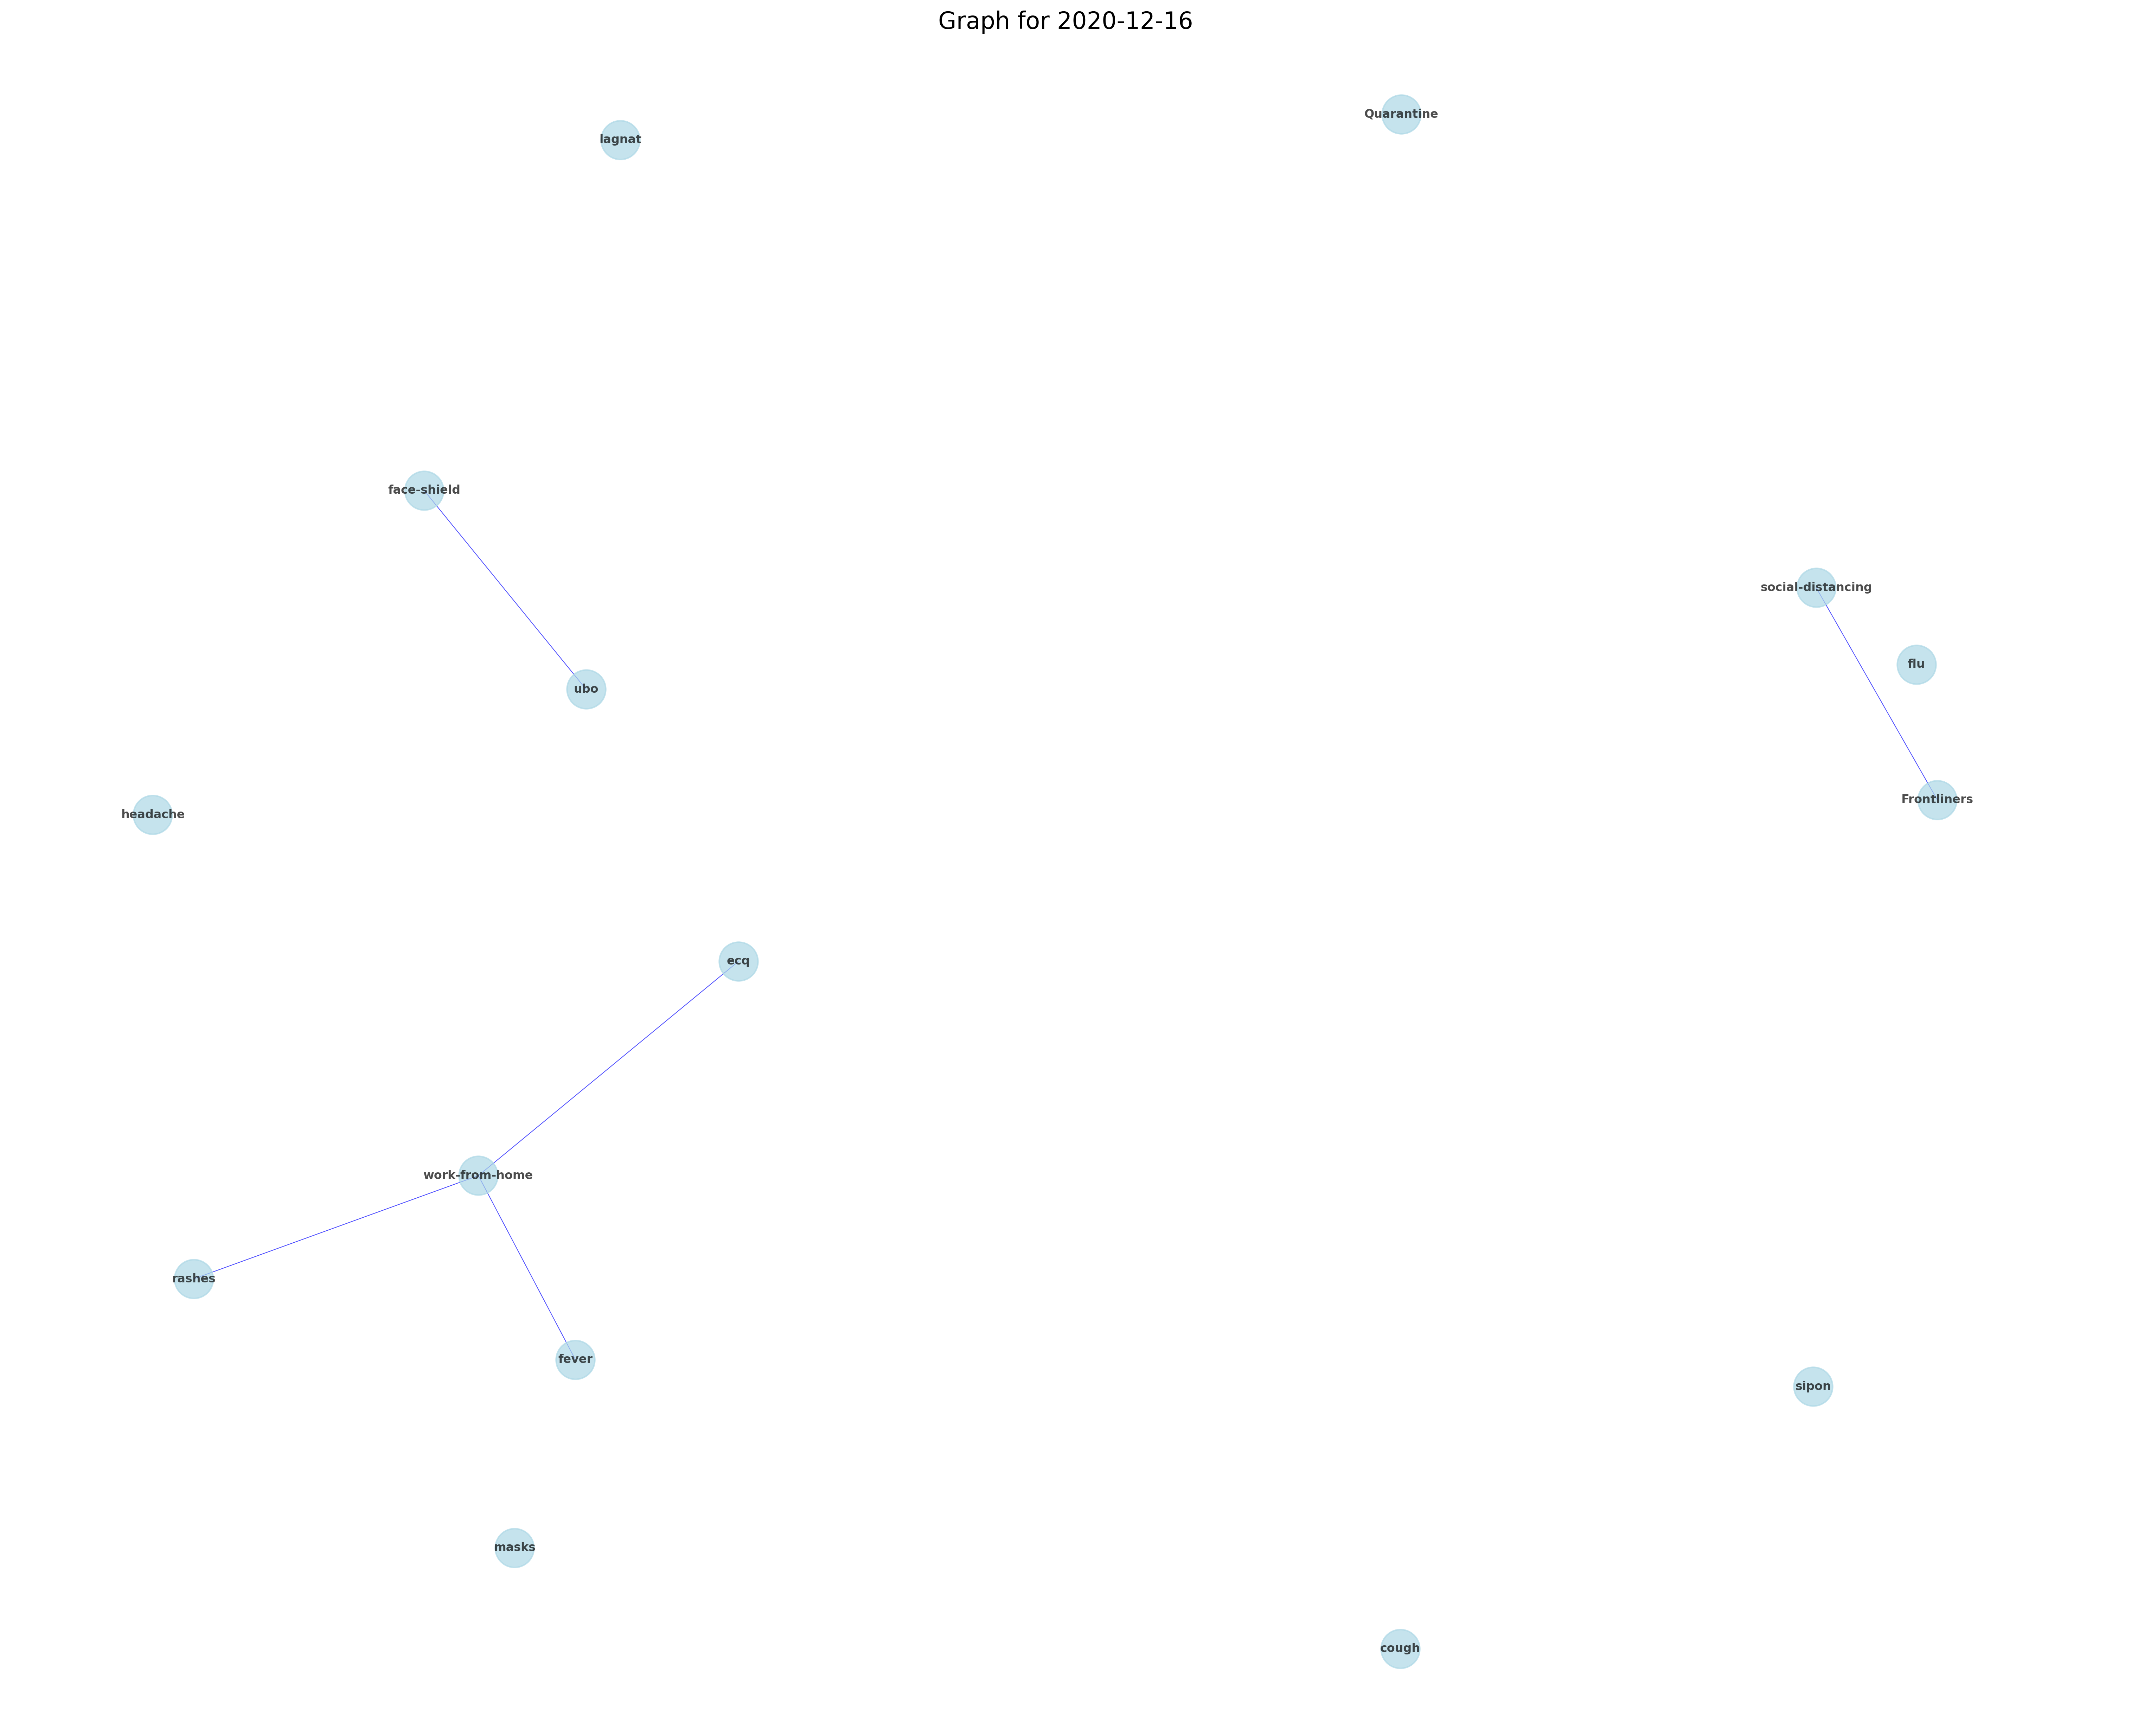 Graph for 2020-12-16
Quarantine
lagnat
face-shield
social-distancing
flu
ubo
Frontliners
headache
ecq
work-from-home
rashes
fever
sipon
masks
cough